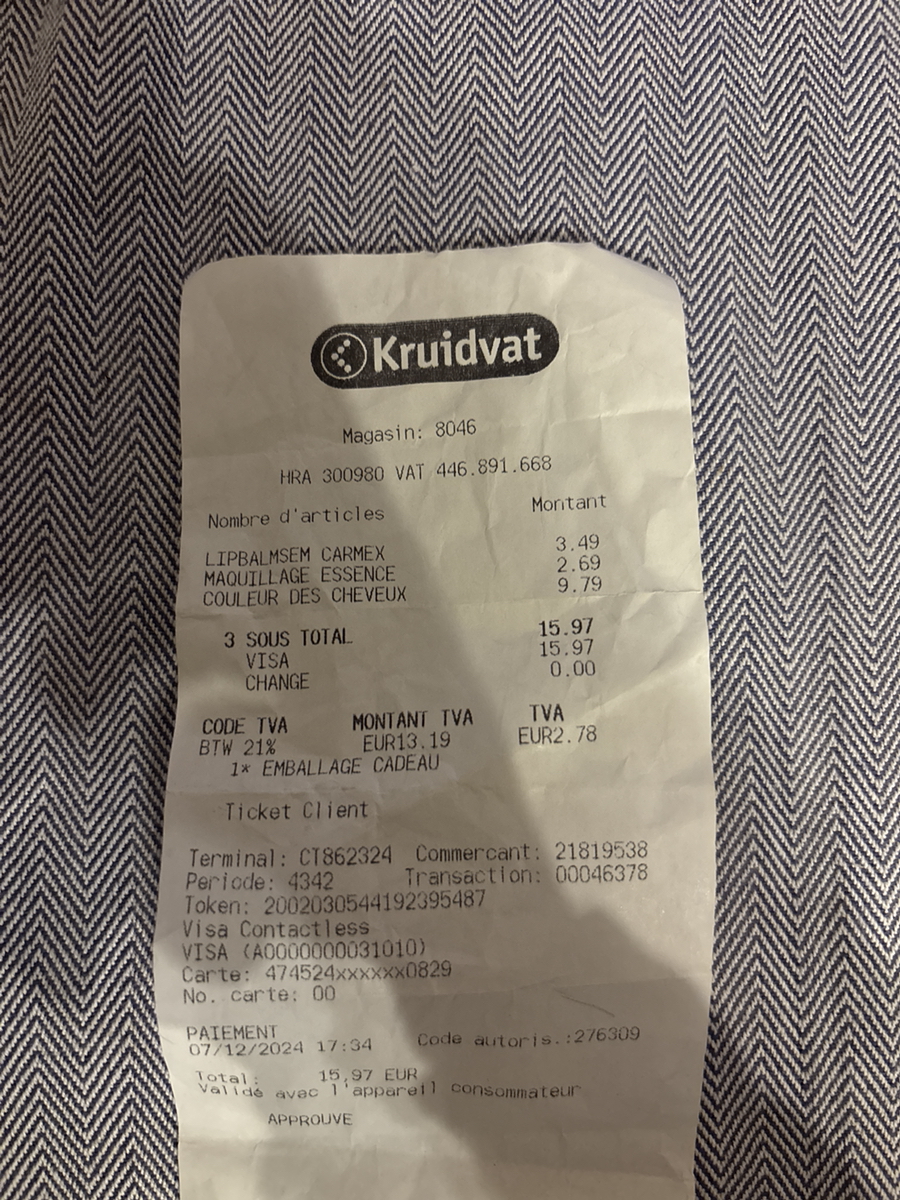 Kruidvat
Magasin: 8046
HRA 300980 VAT 446.891.668
Nombre d'articles Montant
LIPBALMSEM CARMEX 3.49
MAQUILLAGE ESSENCE 2.69
COULEUR DES CHEVEUX 9.79
3 SOUS TOTAL 15.97
VISA 15.97
CHANGE 0.00
CODE TVA MONTANT TVA TVA
BTW 21% EUR13.19 EUR2.78
1* EMBALLAGE CADEAU
Ticket Client
Terminal: CT862324 Commercant: 21819538
Periode: 4342 Transaction: 00046378
Token: 2002030544192395487
Visa Contactless
VISA (A0000000031010)
Carte: 474524xxxxxx0829
No. carte: 00
PAIEMENT
07/12/2024 17:34 Code autoris.:276309
Total: 15,97 EUR
Validé avec l'appareil consommateur
APPROUVE